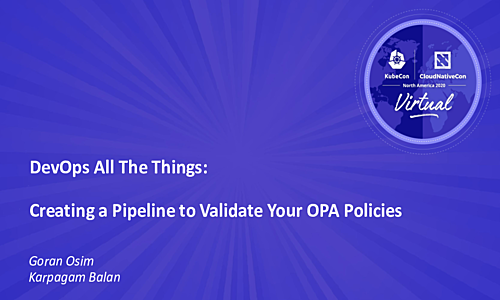 KubeCon CloudNativeCon
North America 2020
Virtual
DevOps All The Things:
Creating a Pipeline to Validate Your OPA Policies
Goran Osim
Karpagam Balan